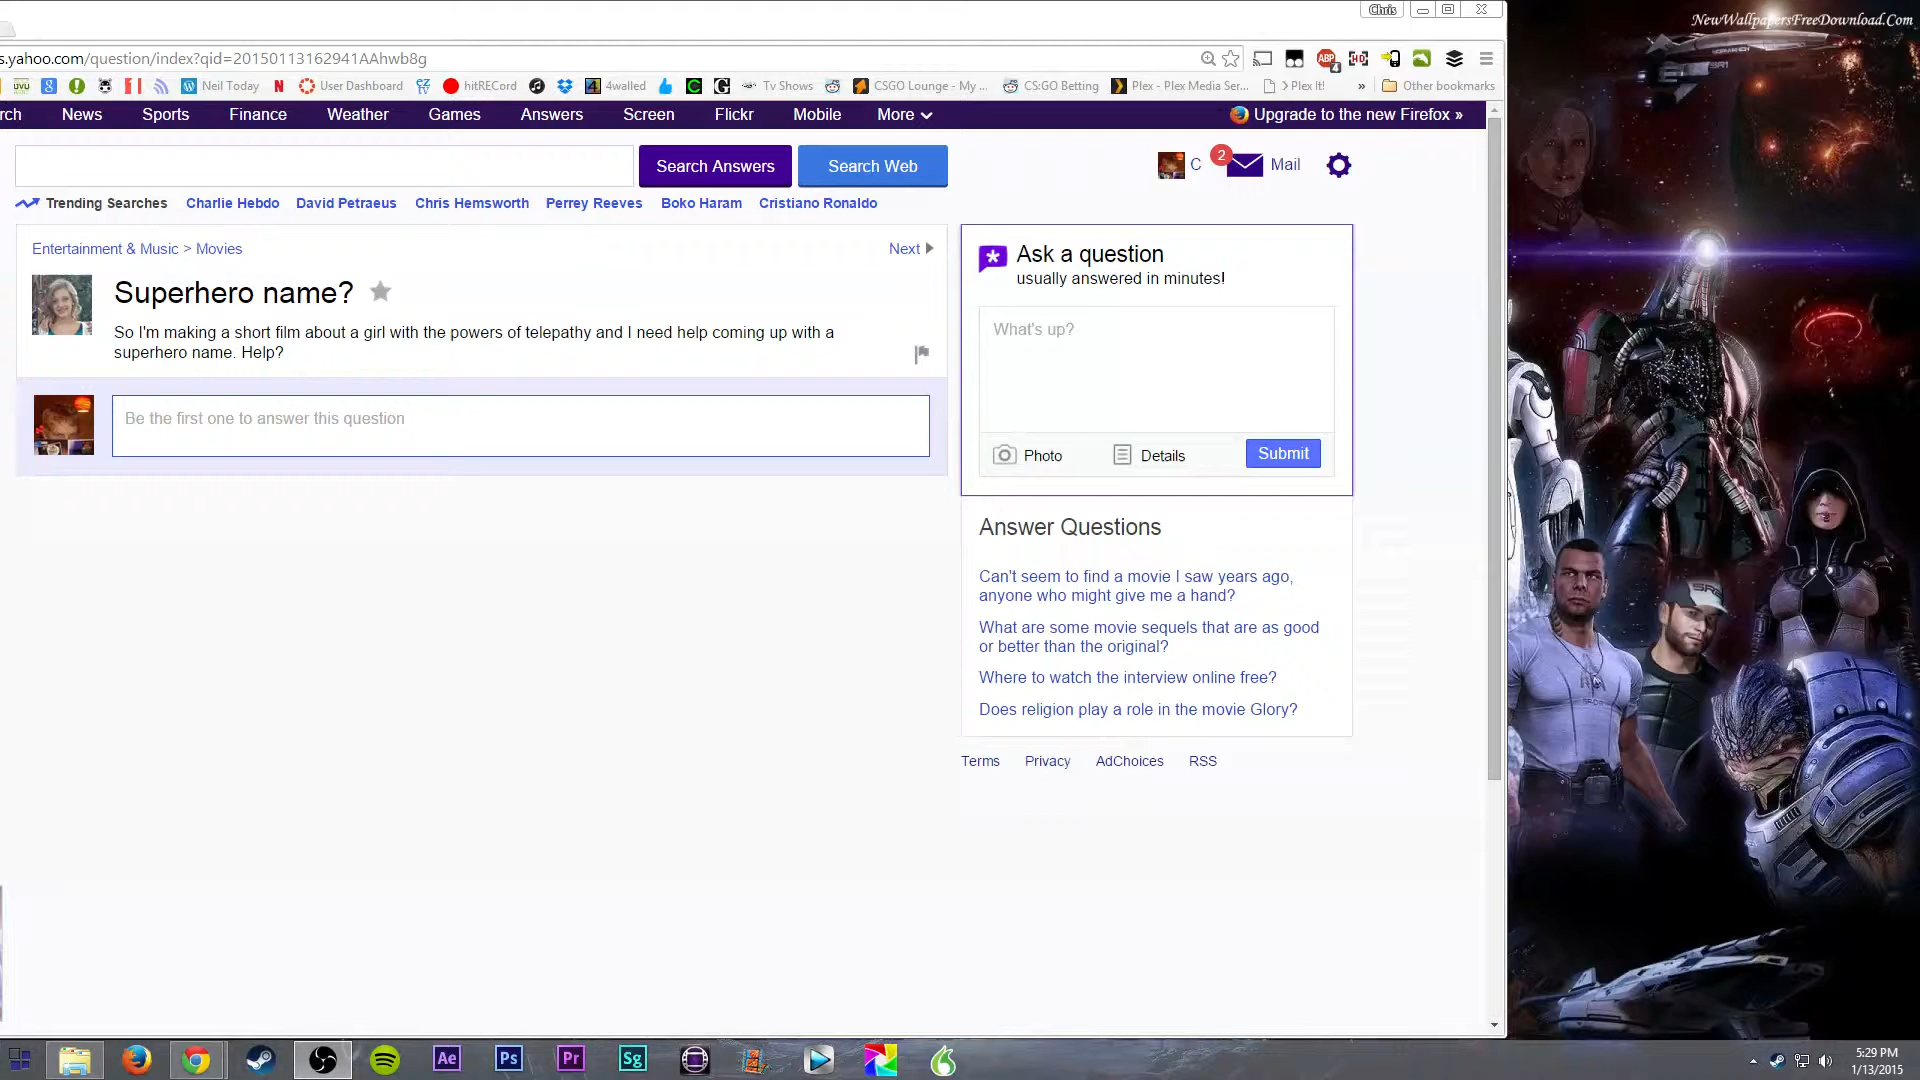 NewWallpapersFreeDownload.Com
Chris
s.yahoo.com/question/index?qid=20150113162941AAhwb8g
Neil Today
User Dashboard
hitRECord
4walled
Tv Shows
CSGO Lounge - My ...
CS:GO Betting
Plex - Plex Media Ser...
> Plex It!
»
Other bookmarks
rch News Sports Finance Weather Games Answers Screen Flickr Mobile More
Upgrade to the new Firefox »
Search Answers
Search Web
C
2
Mail
Trending Searches Charlie Hebdo David Petraeus Chris Hemsworth Perrey Reeves Boko Haram Cristiano Ronaldo
Entertainment & Music > Movies
Next
Superhero name?
So I'm making a short film about a girl with the powers of telepathy and I need help coming up with a
superhero name. Help?
Be the first one to answer this question
Ask a question
usually answered in minutes!
What's up?
Photo
Details
Submit
Answer Questions
Can't seem to find a movie I saw years ago,
anyone who might give me a hand?
What are some movie sequels that are as good
or better than the original?
Where to watch the interview online free?
Does religion play a role in the movie Glory?
Terms Privacy AdChoices RSS
Ae
Ps
Pr
Sg
5:29 PM
1/13/2015